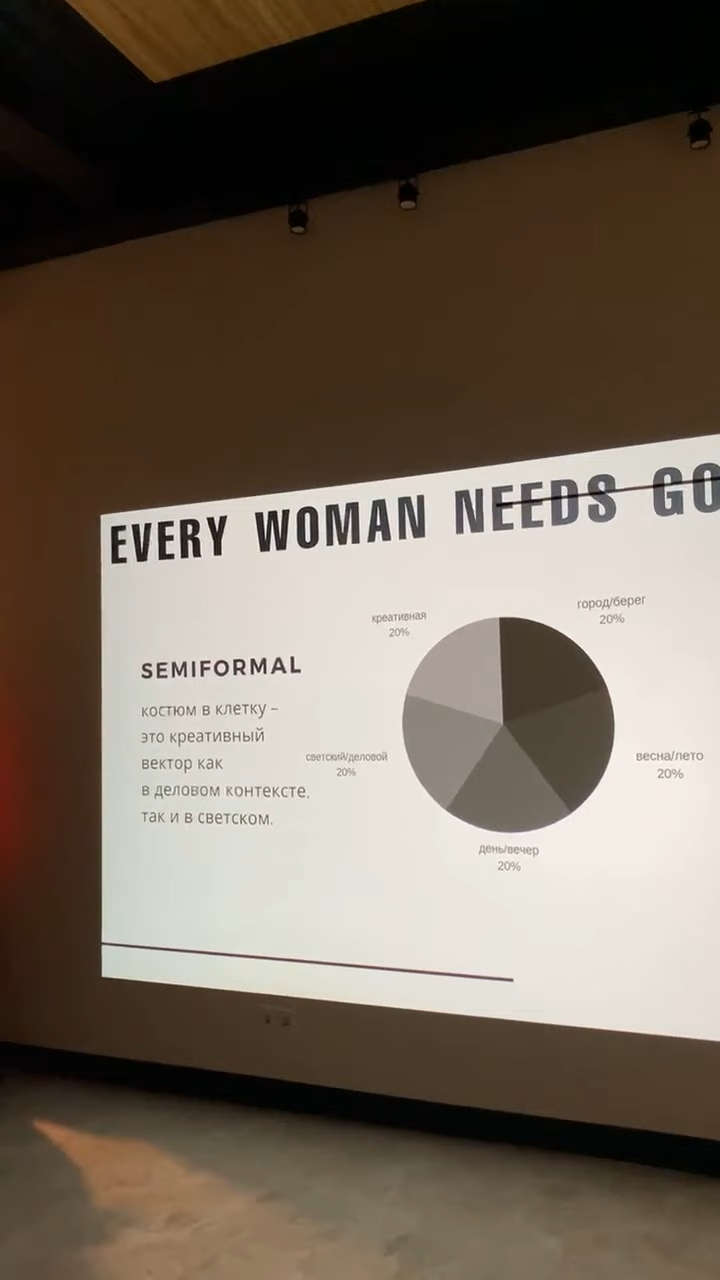 EVERY WOMAN NEEDS GO
SEMIFORMAL
костюм в клетку –
это креативный
вектор как
в деловом контексте,
так и в светском.
креативная
20%
город/берег
20%
светский/деловой
20%
весна/лето
20%
день/вечер
20%